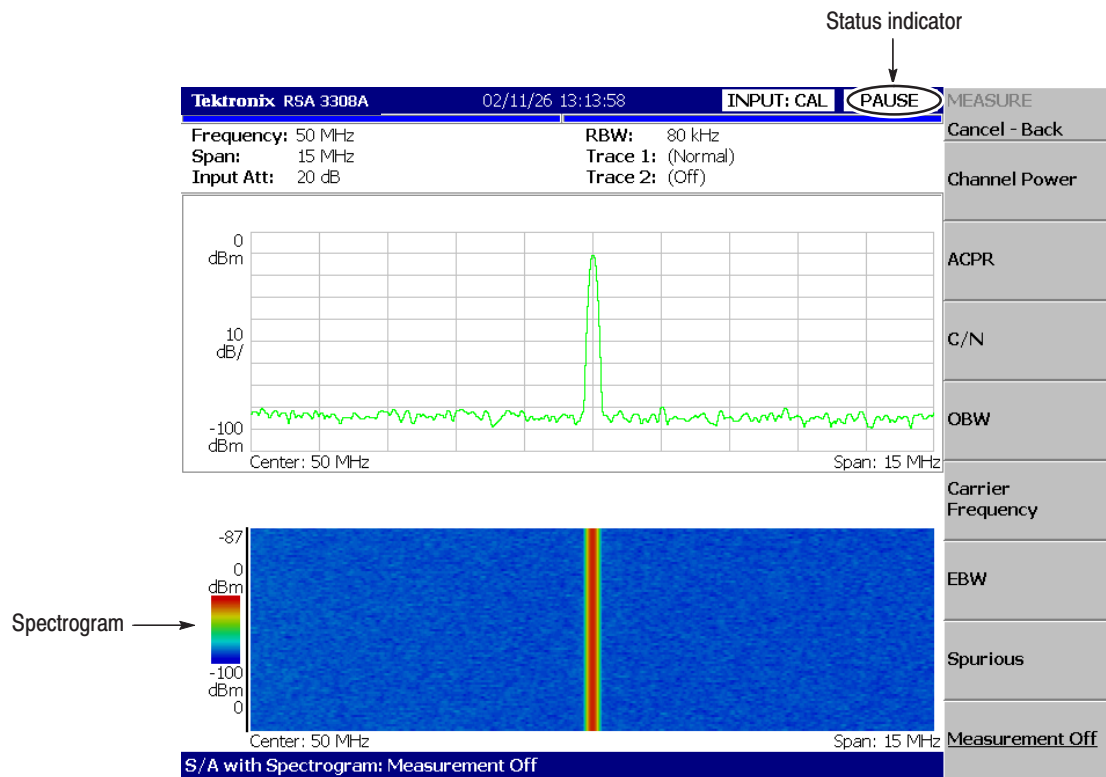 Status indicator
Tektronix RSA 3308A 02/11/26 13:13:58 INPUT: CAL PAUSE
MEASURE
Cancel - Back
Frequency: 50 MHz RBW: 80 kHz
Span: 15 MHz Trace 1: (Normal)
Input Att: 20 dB Trace 2: (Off)
Channel Power
ACPR
C/N
OBW
Carrier
Frequency
EBW
Spurious
Measurement Off
0
dBm
10
dB/
-100
dBm
Center: 50 MHz Span: 15 MHz
-87
0
dBm
Spectrogram
-100
dBm
0
Center: 50 MHz Span: 15 MHz
S/A with Spectrogram: Measurement Off